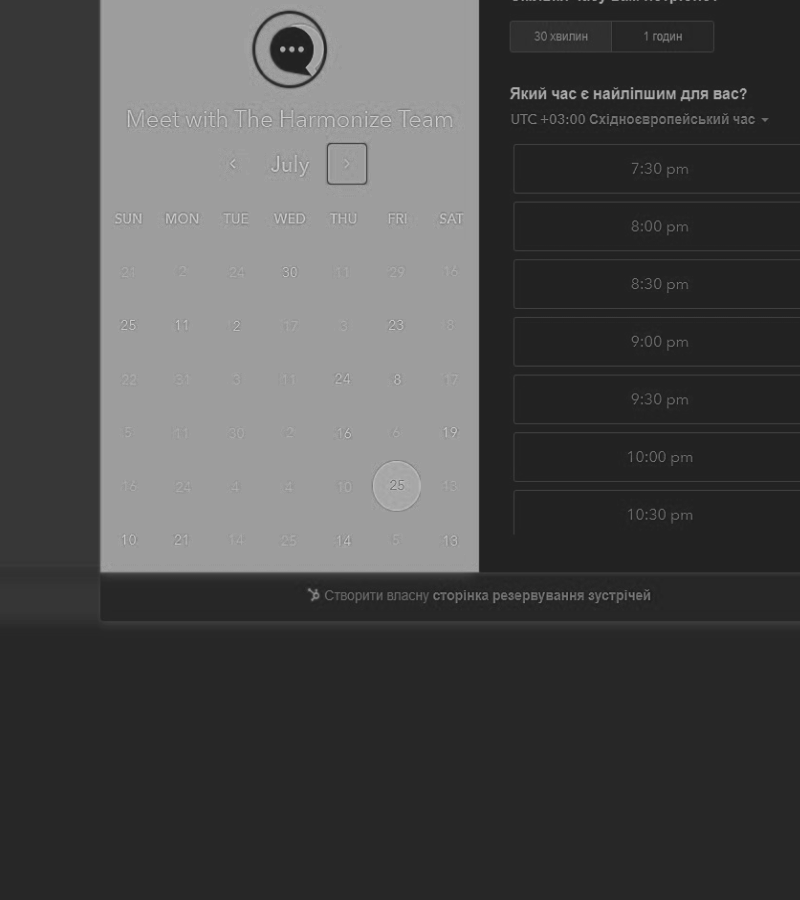 Meet with The Harmonize Team
July
SUN MON TUE WED THU FRI SAT
21 2 24 30 11 29 16
25 11 2 17 3 23 8
22 31 3 11 24 8 17
5 11 30 2 16 6 19
16 24 4 4 10 25 13
10 21 14 25 14 5 13
30 хвилин 1 годин
Який час є найліпшим для вас?
UTC +03:00 Східноєвропейський час
7:30 pm
8:00 pm
8:30 pm
9:00 pm
9:30 pm
10:00 pm
10:30 pm
Створити власну сторінка резервування зустрічей